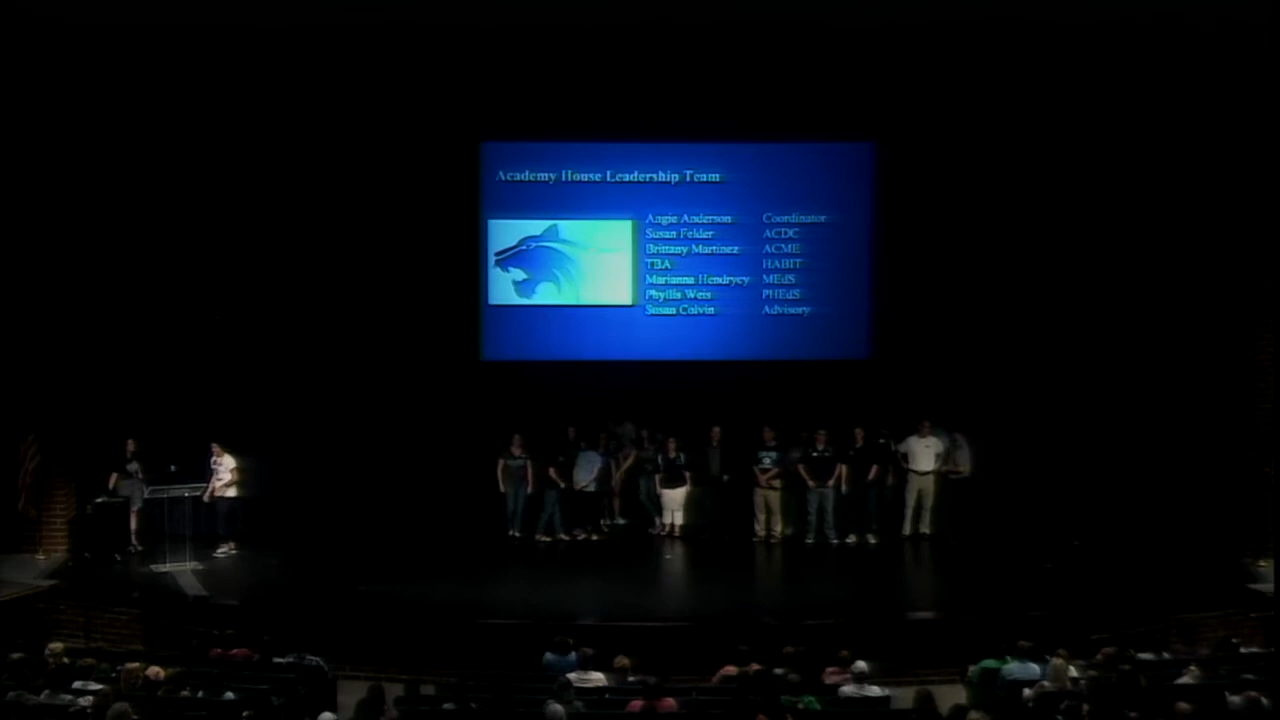 Academy House Leadership Team
Angie Anderson Coordinator
Susan Felder ACDC
Brittany Martinez ACME
TBA HABIT
Marianna Hendrycy MEdS
Phyllis Weis PHEdS
Susan Colvin Advisory